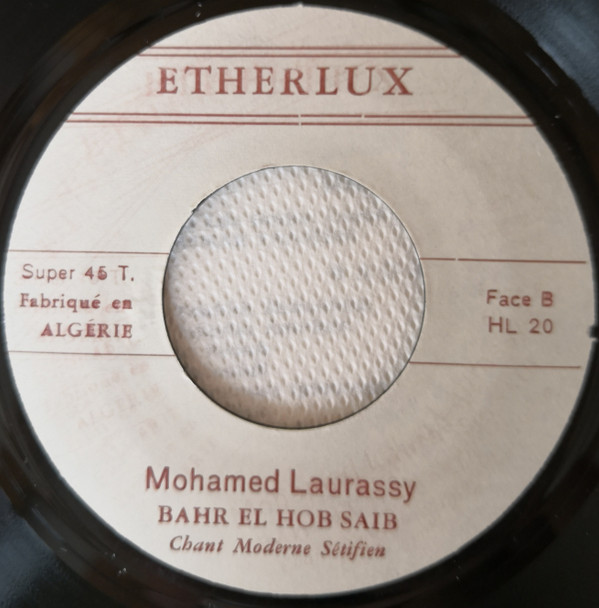 ETHERLUX
Super 45 T.
Fabriqué en
ALGÉRIE
Face B
HL 20
Mohamed Laurassy
BAHR EL HOB SAIB
Chant Moderne Sétifien